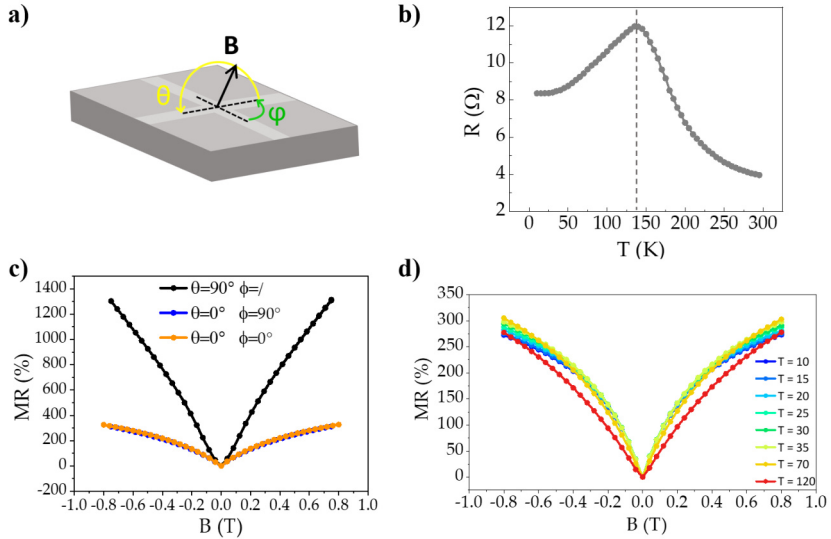 a)
B
θ
φ
b)
12
10
8
6
4
2
R (Ω)
0 50 100 150 200 250 300
T (K)
c)
1400
1200
1000
800
600
400
200
0
-200
MR (%)
θ=90° ϕ=/
θ=0° ϕ=90°
θ=0° ϕ=0°
-1.0 -0.8 -0.6 -0.4 -0.2 0.0 0.2 0.4 0.6 0.8 1.0
B (T)
d)
350
300
250
200
150
100
50
0
MR (%)
T = 10
T = 15
T = 20
T = 25
T = 30
T = 35
T = 70
T = 120
-1.0 -0.8 -0.6 -0.4 -0.2 0.0 0.2 0.4 0.6 0.8 1.0
B (T)